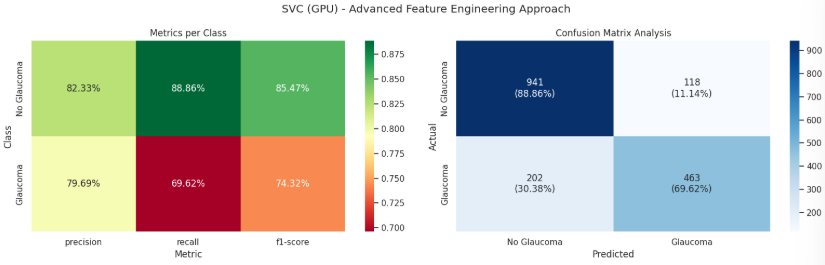 SVC (GPU) - Advanced Feature Engineering Approach
Metrics per Class
Class
No Glaucoma
82.33%
88.86%
85.47%
Glaucoma
79.69%
69.62%
74.32%
precision
recall
f1-score
Metric
0.875
0.850
0.825
0.800
0.775
0.750
0.725
0.700
Confusion Matrix Analysis
Actual
No Glaucoma
941
(88.86%)
118
(11.14%)
Glaucoma
202
(30.38%)
463
(69.62%)
No Glaucoma
Glaucoma
Predicted
900
800
700
600
500
400
300
200